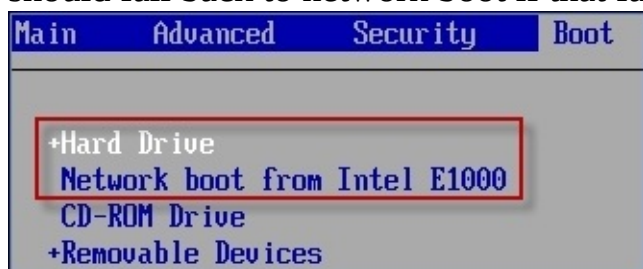 Main Advanced Security Boot
+Hard Drive
Network boot from Intel E1000
CD-ROM Drive
+Removable Devices